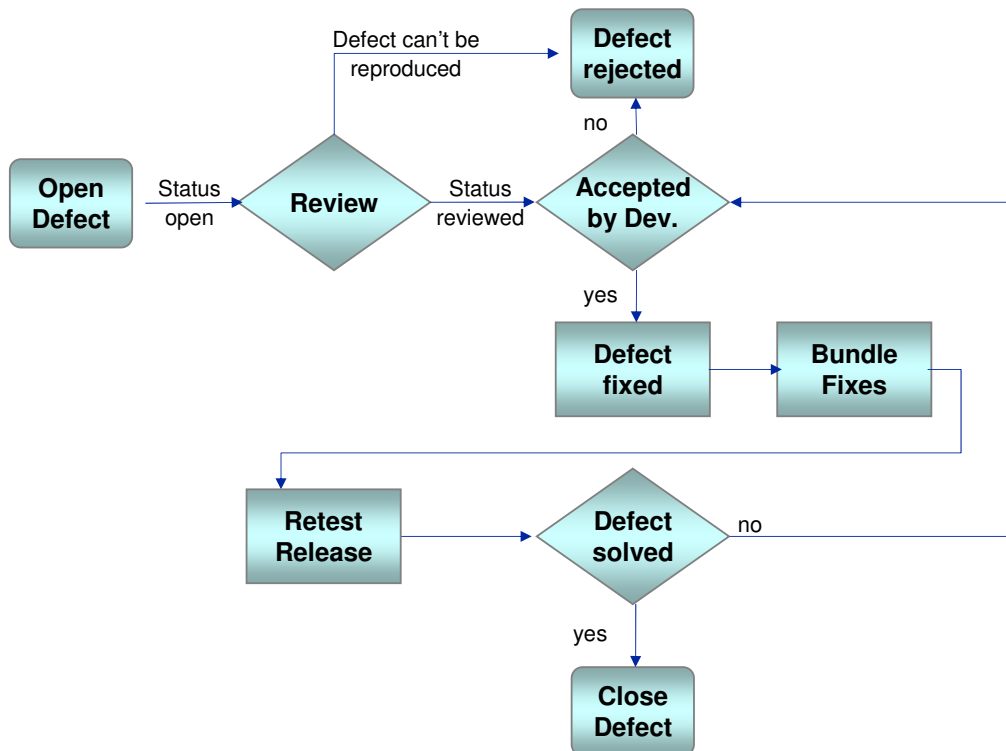 Defect can’t be
reproduced
Defect
rejected
no
Open
Defect
Status
open
Review
Status
reviewed
Accepted
by Dev.
yes
Defect
fixed
Bundle
Fixes
Retest
Release
Defect
solved
no
yes
Close
Defect